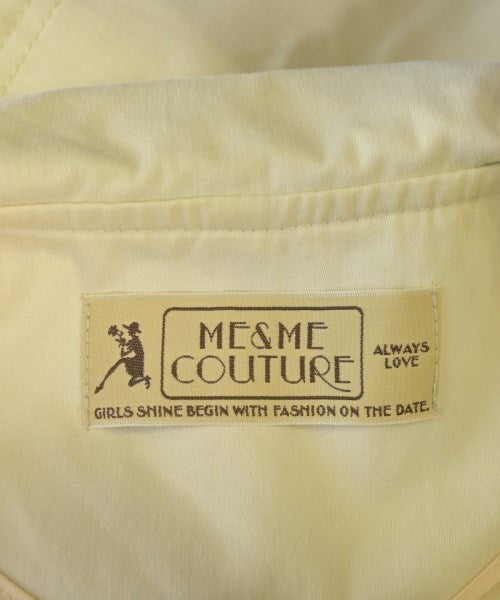 ME&ME
COUTURE
ALWAYS
LOVE
GIRLS SHINE BEGIN WITH FASHION ON THE DATE.